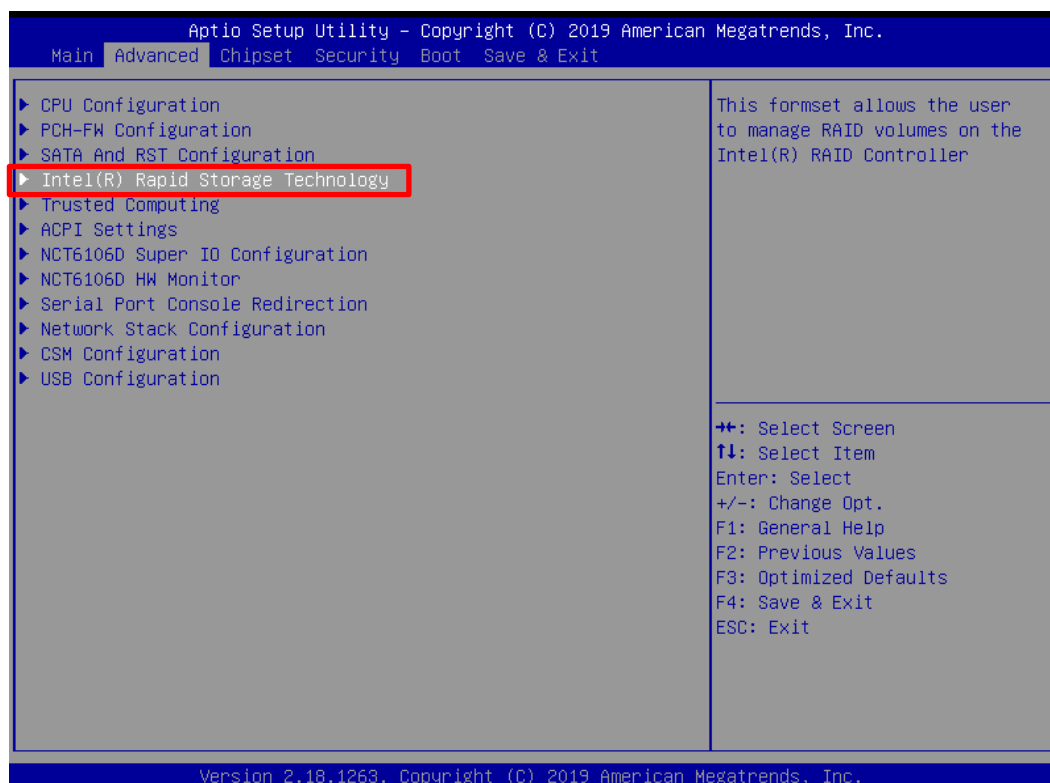 Aptio Setup Utility – Copyright (C) 2019 American Megatrends, Inc.
Main Advanced Chipset Security Boot Save & Exit
CPU Configuration
PCH-FW Configuration
SATA And RST Configuration
Intel(R) Rapid Storage Technology
Trusted Computing
ACPI Settings
NCT6106D Super IO Configuration
NCT6106D HW Monitor
Serial Port Console Redirection
Network Stack Configuration
CSM Configuration
USB Configuration
This formset allows the user
to manage RAID volumes on the
Intel(R) RAID Controller
→←: Select Screen
↑↓: Select Item
Enter: Select
+/-: Change Opt.
F1: General Help
F2: Previous Values
F3: Optimized Defaults
F4: Save & Exit
ESC: Exit
Version 2.18.1263. Copyright (C) 2019 American Megatrends, Inc.